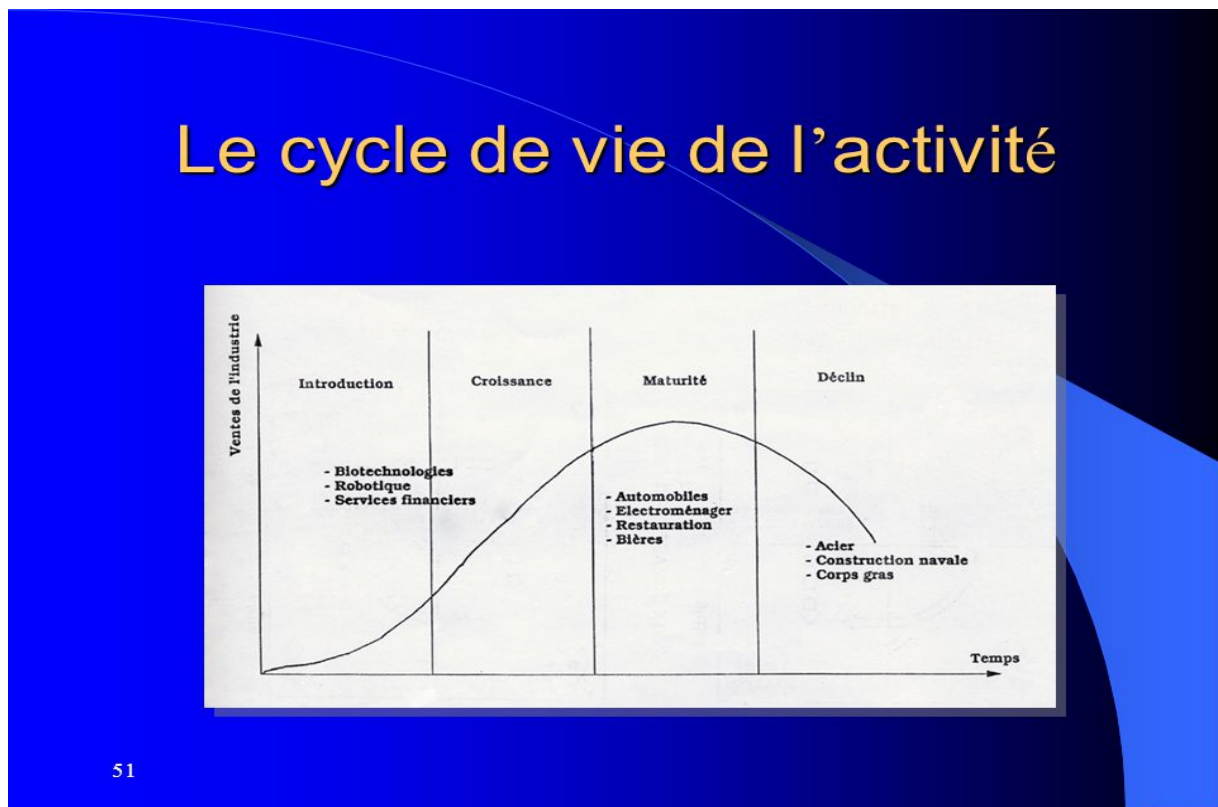 Le cycle de vie de l’activité
Ventes de l'industrie
Introduction
Croissance
Maturité
Déclin
- Biotechnologies
- Robotique
- Services financiers
- Automobiles
- Electroménager
- Restauration
- Bières
- Acier
- Construction navale
- Corps gras
Temps
51